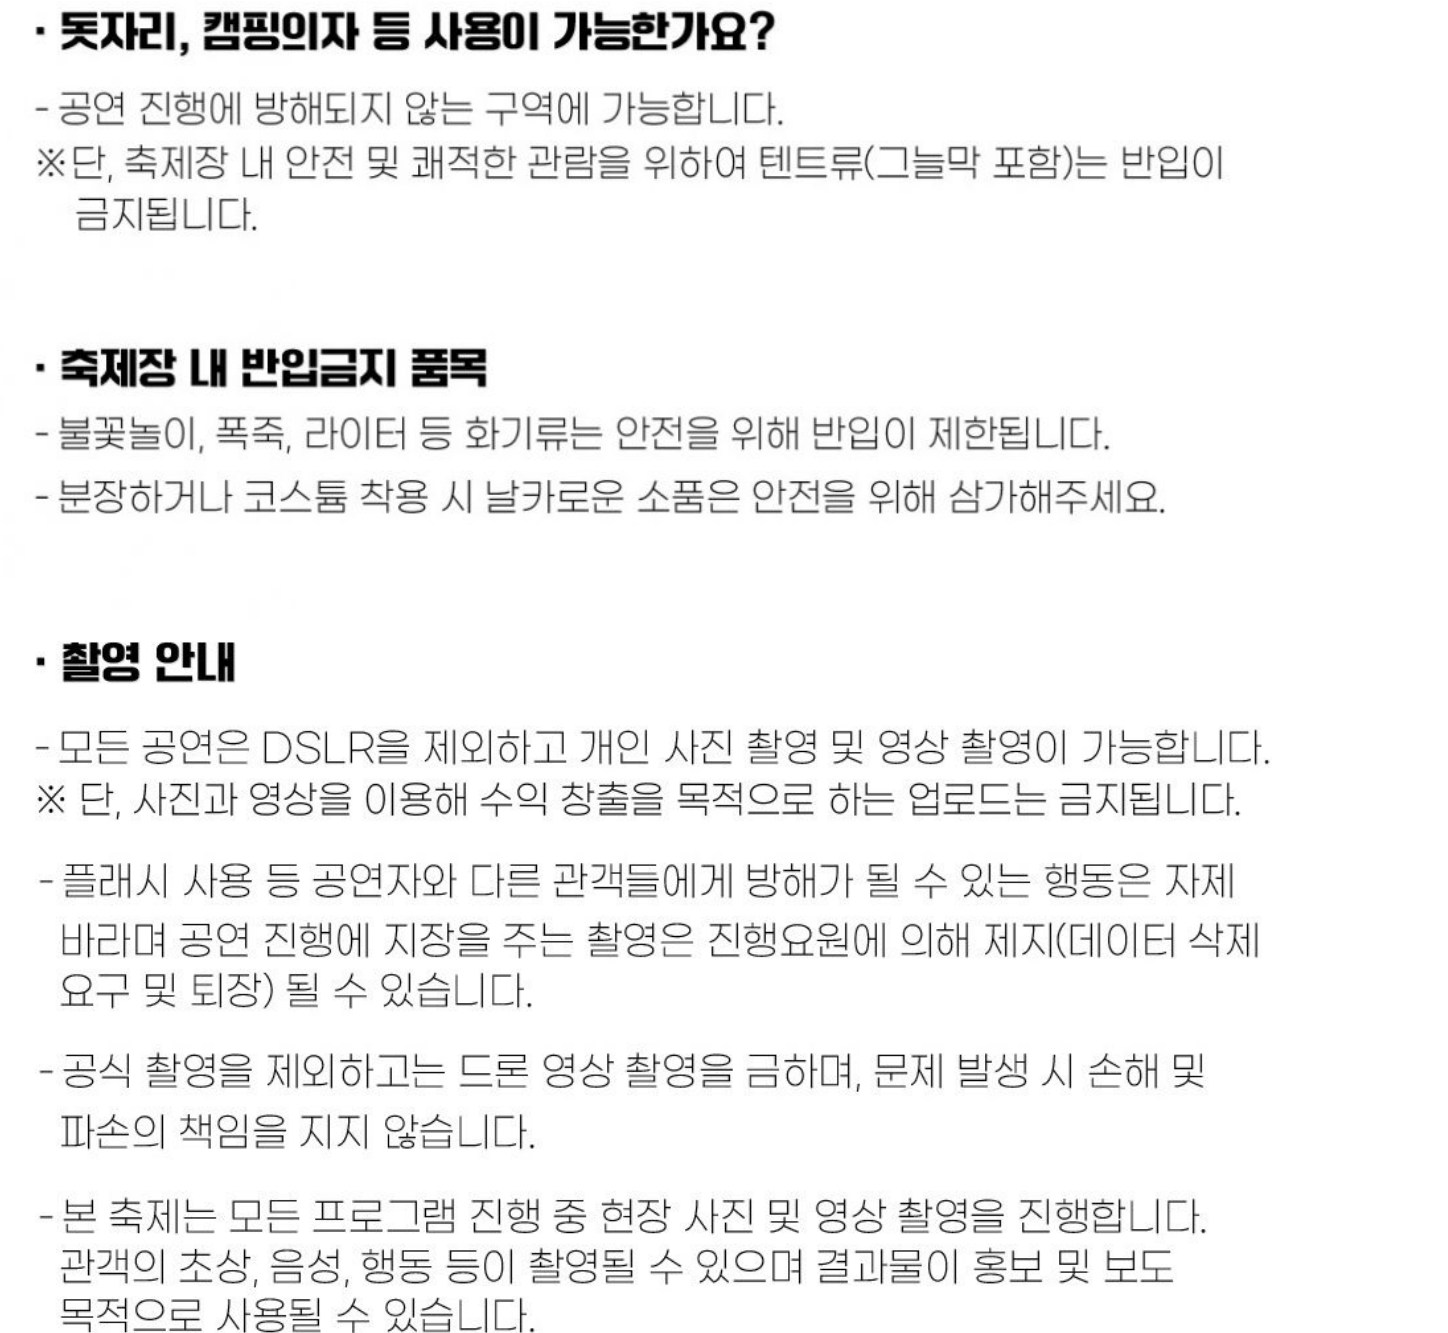 · 돗자리, 캠핑의자 등 사용이 가능한가요?
- 공연 진행에 방해되지 않는 구역에 가능합니다.
※단, 축제장 내 안전 및 쾌적한 관람을 위하여 텐트류(그늘막 포함)는 반입이
금지됩니다.
· 축제장 내 반입금지 품목
- 불꽃놀이, 폭죽, 라이터 등 화기류는 안전을 위해 반입이 제한됩니다.
- 분장하거나 코스튬 착용 시 날카로운 소품은 안전을 위해 삼가해주세요.
· 촬영 안내
- 모든 공연은 DSLR을 제외하고 개인 사진 촬영 및 영상 촬영이 가능합니다.
※ 단, 사진과 영상을 이용해 수익 창출을 목적으로 하는 업로드는 금지됩니다.
- 플래시 사용 등 공연자와 다른 관객들에게 방해가 될 수 있는 행동은 자제
바라며 공연 진행에 지장을 주는 촬영은 진행요원에 의해 제지(데이터 삭제
요구 및 퇴장) 될 수 있습니다.
- 공식 촬영을 제외하고는 드론 영상 촬영을 금하며, 문제 발생 시 손해 및
파손의 책임을 지지 않습니다.
- 본 축제는 모든 프로그램 진행 중 현장 사진 및 영상 촬영을 진행합니다.
관객의 초상, 음성, 행동 등이 촬영될 수 있으며 결과물이 홍보 및 보도
목적으로 사용될 수 있습니다.